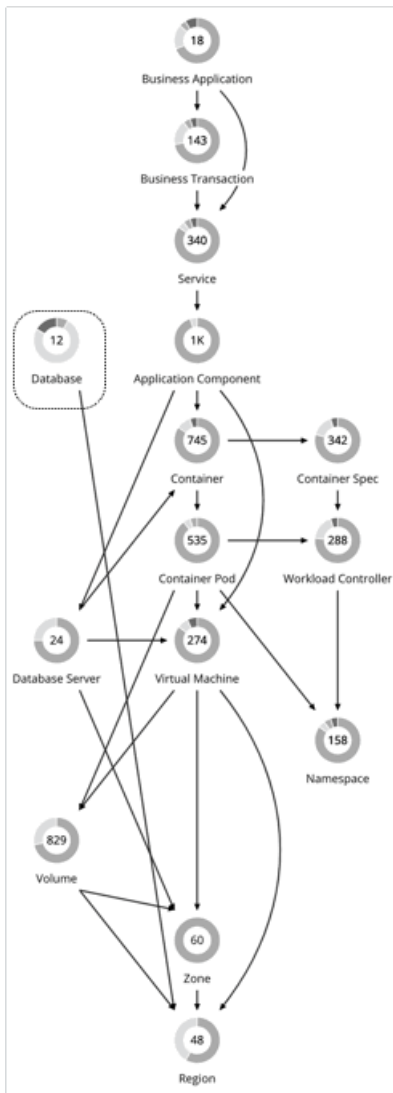 18
Business Application
143
Business Transaction
340
Service
12
Database
1K
Application Component
745
Container
342
Container Spec
535
Container Pod
288
Workload Controller
24
Database Server
274
Virtual Machine
158
Namespace
829
Volume
60
Zone
48
Region